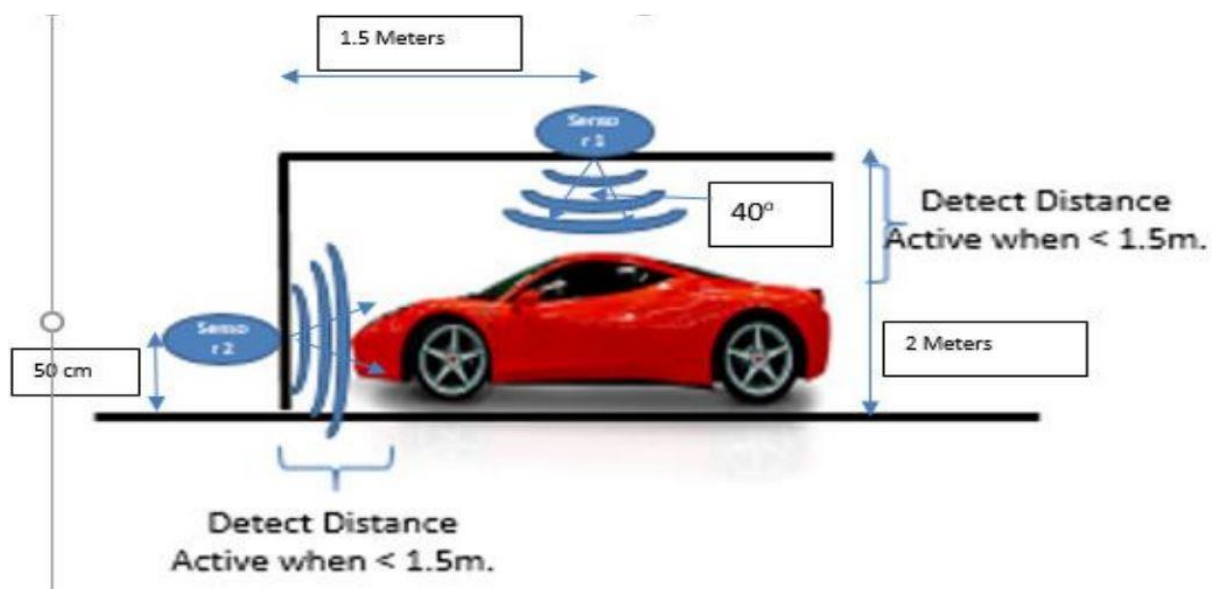 1.5 Meters
Senso
r 1
40°
Detect Distance
Active when < 1.5m.
Senso
r 2
50 cm
2 Meters
Detect Distance
Active when < 1.5m.